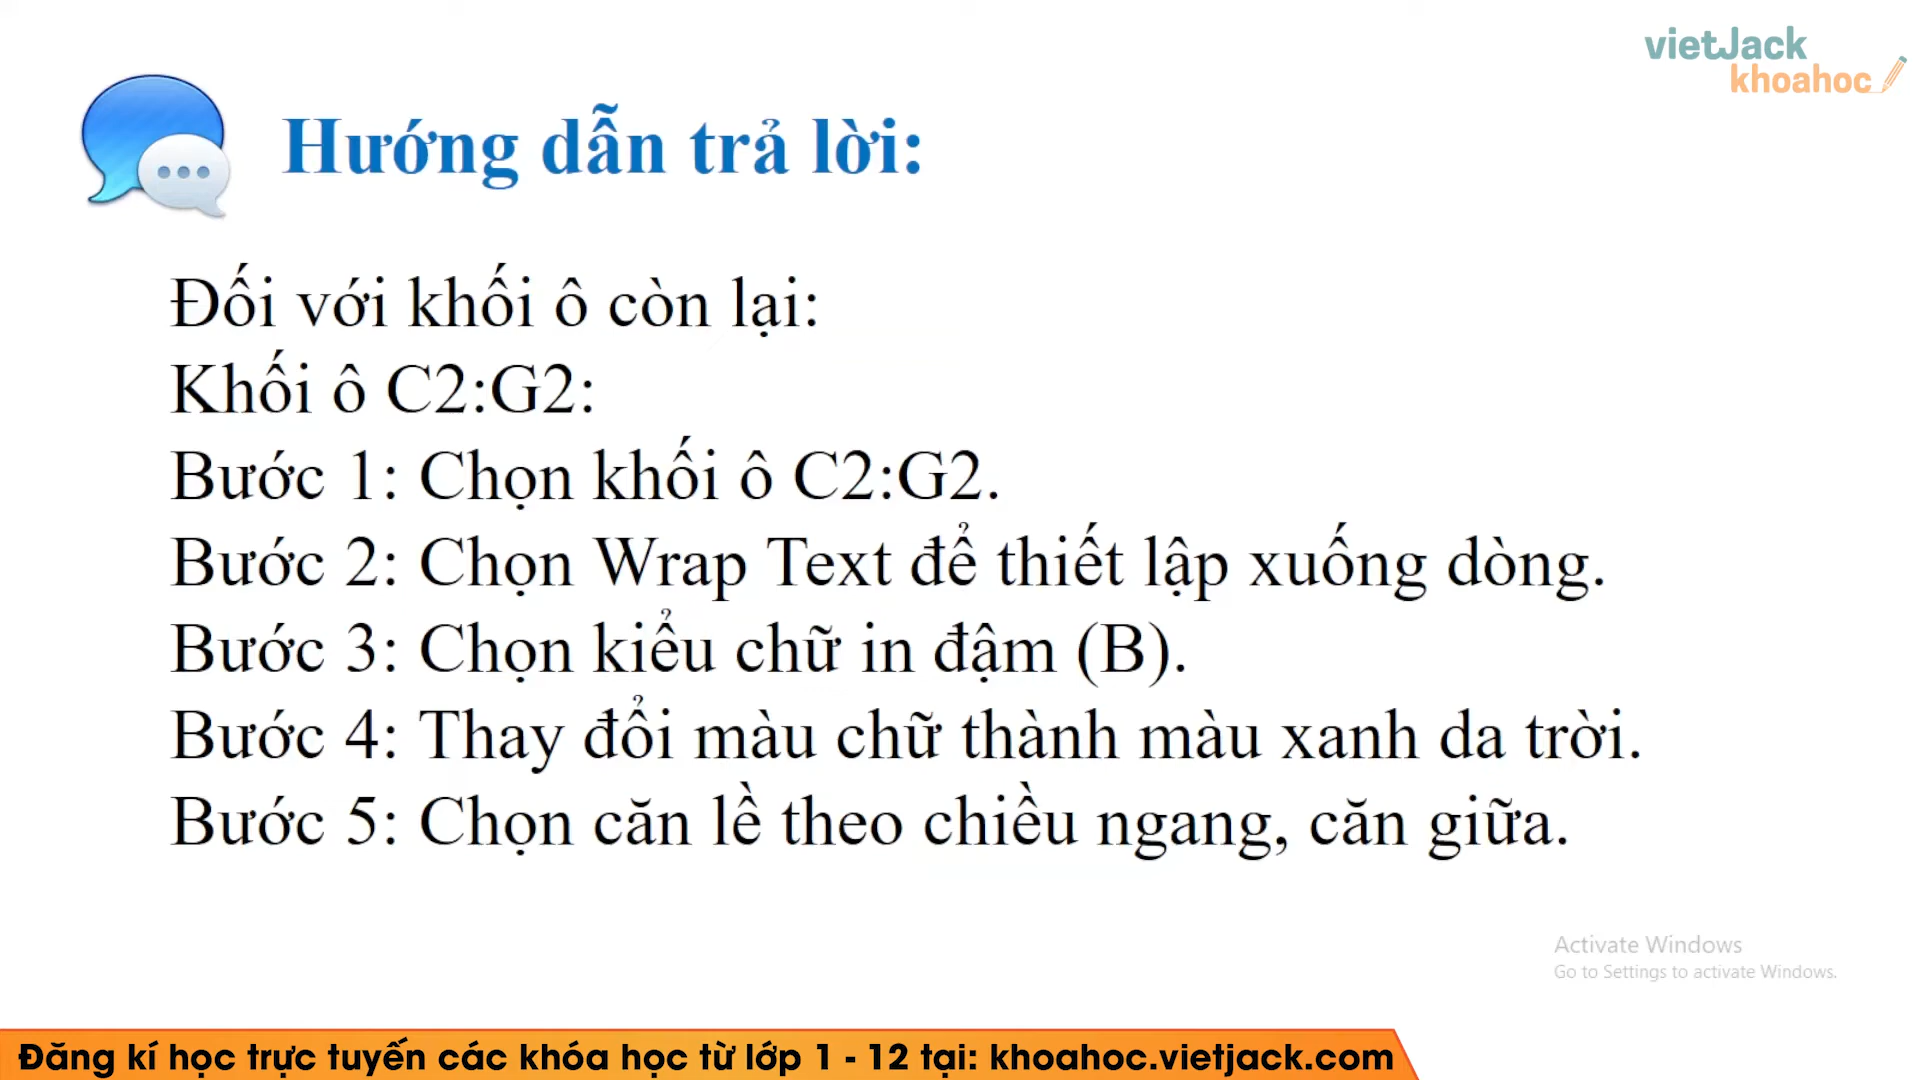 vietJack
khoahoc
Hướng dẫn trả lời:
Đối với khối ô còn lại:
Khối ô C2:G2:
Bước 1: Chọn khối ô C2:G2.
Bước 2: Chọn Wrap Text để thiết lập xuống dòng.
Bước 3: Chọn kiểu chữ in đậm (B).
Bước 4: Thay đổi màu chữ thành màu xanh da trời.
Bước 5: Chọn căn lề theo chiều ngang, căn giữa.
Activate Windows
Go to Settings to activate Windows.
Đăng kí học trực tuyến các khóa học từ lớp 1 - 12 tại: khoahoc.vietjack.com